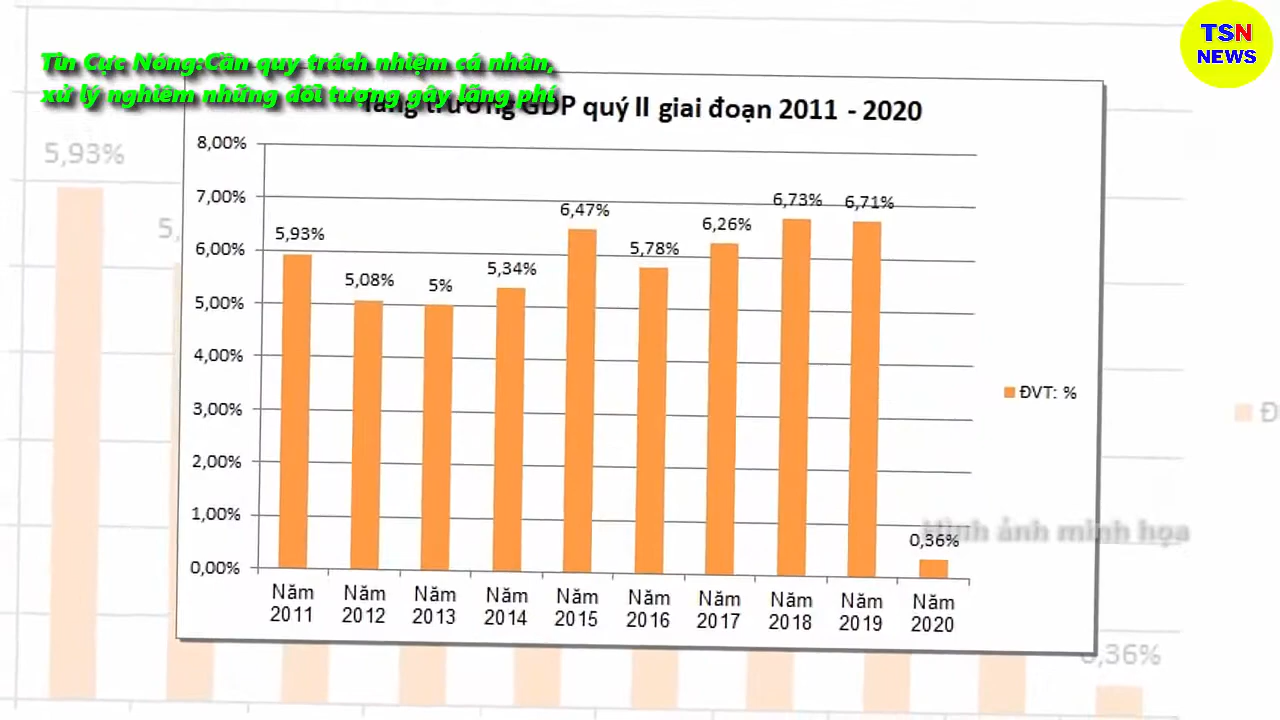 TSN
NEWS
Tin Cực Nóng:Cần quy trách nhiệm cá nhân,
xử lý nghiêm những đối tượng gây lãng phí
Tăng trưởng GDP quý II giai đoạn 2011 - 2020
8,00%
7,00%
6,00%
5,00%
4,00%
3,00%
2,00%
1,00%
0,00%
5,93%
5,08%
5%
5,34%
6,47%
5,78%
6,26%
6,73%
6,71%
0,36%
Năm 2011
Năm 2012
Năm 2013
Năm 2014
Năm 2015
Năm 2016
Năm 2017
Năm 2018
Năm 2019
Năm 2020
ĐVT: %
Hình ảnh minh họa
5,93%
5,
0,36%
Đ